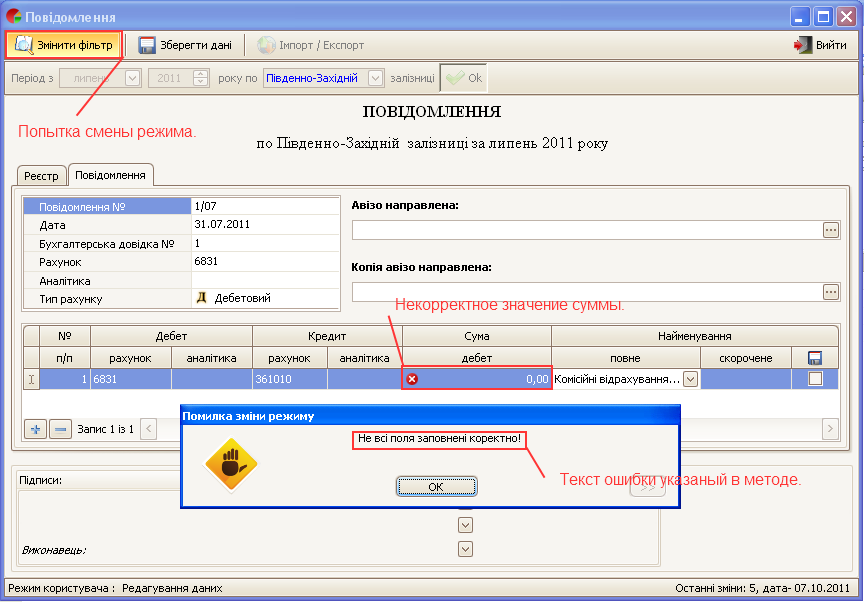 Повідомлення
Змінити фільтр Зберегти дані Імпорт / Експорт Вийти
Період з липень 2011 року по Південно-Західній залізниці Ok
Попытка смены режима.
ПОВІДОМЛЕННЯ
по Південно-Західній залізниці за липень 2011 року
Реєстр Повідомлення
Повідомлення № 1/07
Дата 31.07.2011
Бухгалтерська довідка № 1
Рахунок 6831
Аналітика
Тип рахунку Д Дебетовий
Авізо направлена:
Копія авізо направлена:
Некорректное значение суммы.
№ Дебет Кредит Сума Найменування
п/п рахунок аналітика рахунок аналітика дебет повне скорочене
1 6831 361010 0,00 Комісійні відрахування...
Запис 1 із 1
Помилка зміни режиму
Не всі поля заповнені коректно!
OK
>>
Текст ошибки указаный в методе.
Підписи:
Виконавець:
Режим користувача : Редагування даних Останні зміни: 5, дата- 07.10.2011